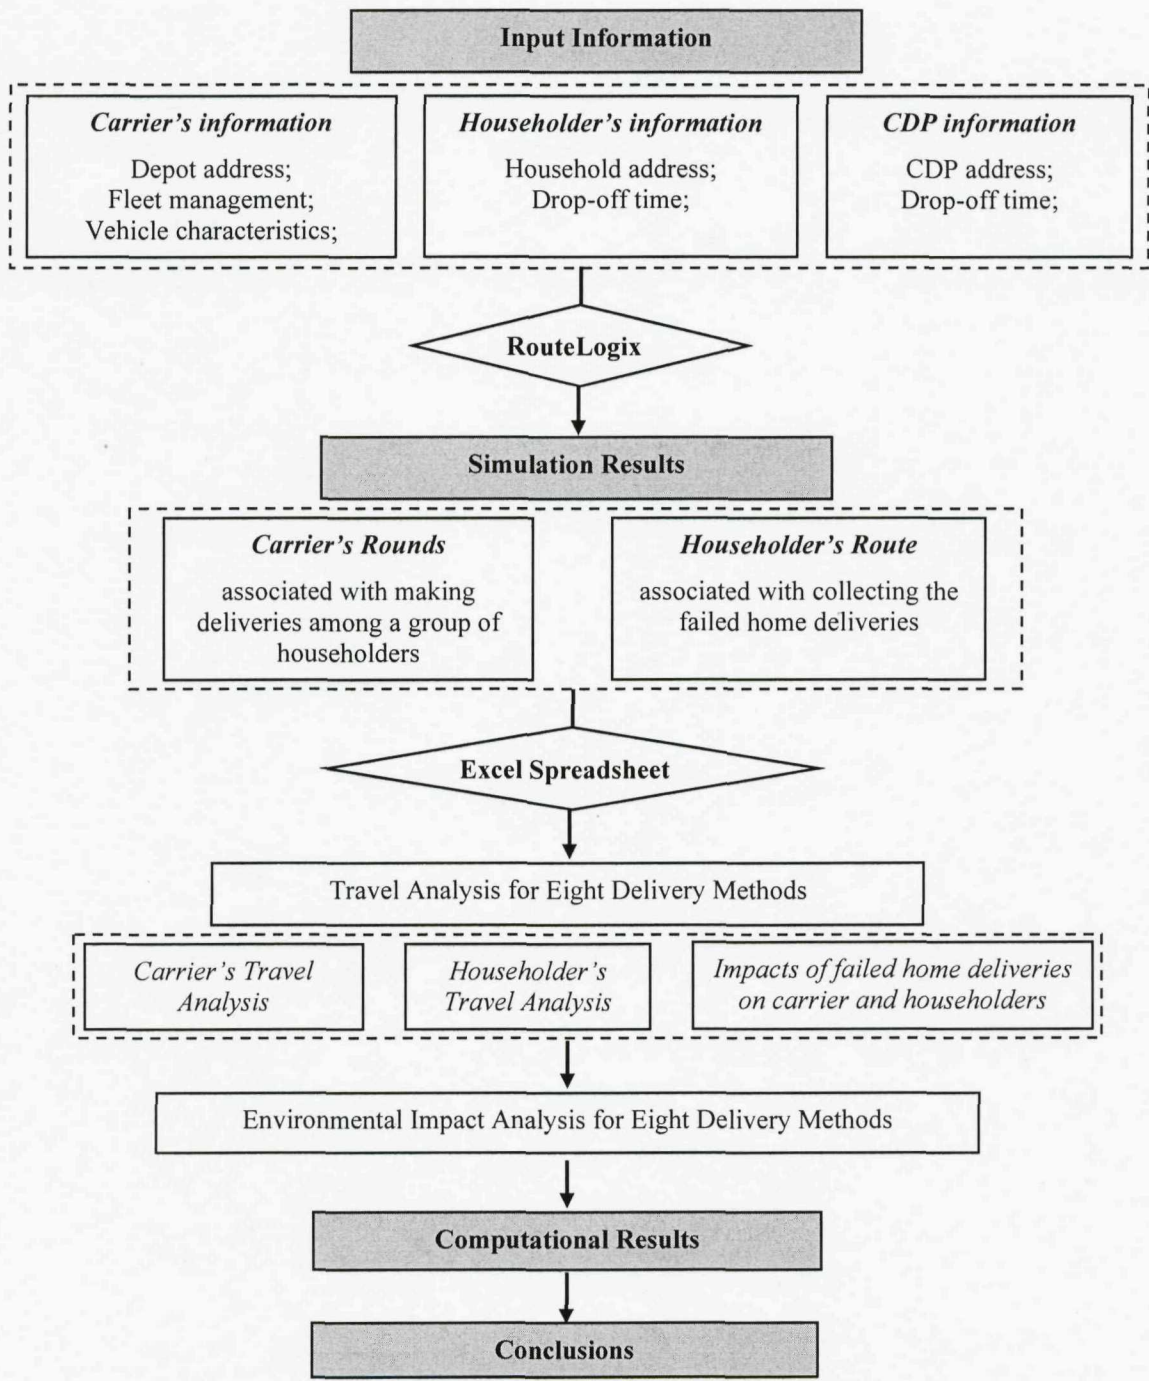 Input Information
Carrier's information
Depot address;
Fleet management;
Vehicle characteristics;
Householder's information
Household address;
Drop-off time;
CDP information
CDP address;
Drop-off time;
RouteLogix
Simulation Results
Carrier's Rounds
associated with making
deliveries among a group of
householders
Householder's Route
associated with collecting the
failed home deliveries
Excel Spreadsheet
Travel Analysis for Eight Delivery Methods
Carrier's Travel
Analysis
Householder's
Travel Analysis
Impacts of failed home deliveries
on carrier and householders
Environmental Impact Analysis for Eight Delivery Methods
Computational Results
Conclusions